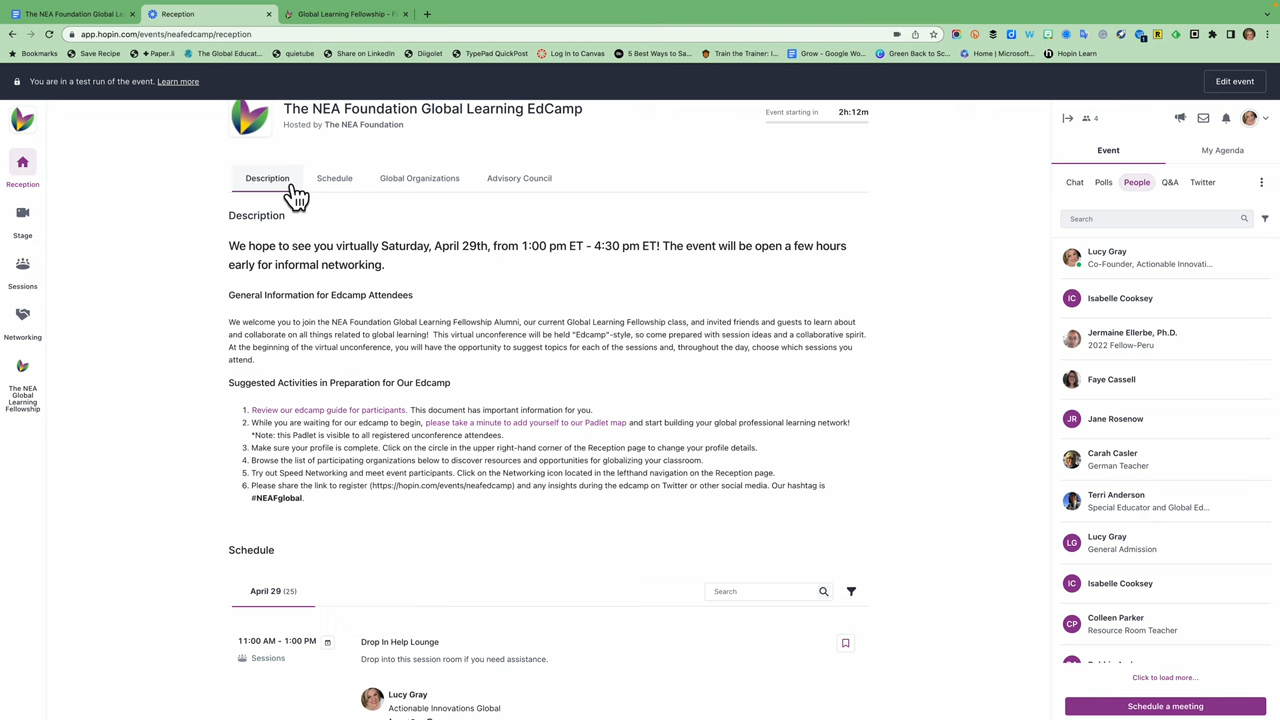 The NEA Foundation Global Le
Reception
Global Learning Fellowship - F
app.hopin.com/events/neafedcamp/reception
Bookmarks
Save Recipe
+ Paper.li
The Global Educat...
quietube
Share on LinkedIn
Diigolet
TypePad QuickPost
Log In to Canvas
5 Best Ways to Sa...
Train the Trainer: I...
Grow - Google Wo...
Green Back to Sc...
Home | Microsoft...
Hopin Learn
You are in a test run of the event. Learn more
Edit event
The NEA Foundation Global Learning EdCamp
Hosted by The NEA Foundation
Event starting in 2h:12m
4
Reception
Stage
Sessions
Networking
The NEA
Global
Learning
Fellowship
Description
Schedule
Global Organizations
Advisory Council
Description
We hope to see you virtually Saturday, April 29th, from 1:00 pm ET - 4:30 pm ET! The event will be open a few hours
early for informal networking.
General Information for Edcamp Attendees
We welcome you to join the NEA Foundation Global Learning Fellowship Alumni, our current Global Learning Fellowship class, and invited friends and guests to learn about
and collaborate on all things related to global learning! This virtual unconference will be held "Edcamp"-style, so come prepared with session ideas and a collaborative spirit.
At the beginning of the virtual unconference, you will have the opportunity to suggest topics for each of the sessions and, throughout the day, choose which sessions you
attend.
Suggested Activities in Preparation for Our Edcamp
1. Review our edcamp guide for participants. This document has important information for you.
2. While you are waiting for our edcamp to begin, please take a minute to add yourself to our Padlet map and start building your global professional learning network!
*Note: this Padlet is visible to all registered unconference attendees.
3. Make sure your profile is complete. Click on the circle in the upper right-hand corner of the Reception page to change your profile details.
4. Browse the list of participating organizations below to discover resources and opportunities for globalizing your classroom.
5. Try out Speed Networking and meet event participants. Click on the Networking icon located in the lefthand navigation on the Reception page.
6. Please share the link to register (https://hopin.com/events/neafedcamp) and any insights during the edcamp on Twitter or other social media. Our hashtag is
#NEAFglobal.
Schedule
April 29 (25)
Search
11:00 AM - 1:00 PM
Sessions
Drop In Help Lounge
Drop into this session room if you need assistance.
Lucy Gray
Actionable Innovations Global
Event
My Agenda
Chat
Polls
People
Q&A
Twitter
Search
Lucy Gray
Co-Founder, Actionable Innovati...
IC
Isabelle Cooksey
Jermaine Ellerbe, Ph.D.
2022 Fellow-Peru
Faye Cassell
JR
Jane Rosenow
Carah Casler
German Teacher
Terri Anderson
Special Educator and Global Ed...
LG
Lucy Gray
General Admission
IC
Isabelle Cooksey
CP
Colleen Parker
Resource Room Teacher
Click to load more...
Schedule a meeting